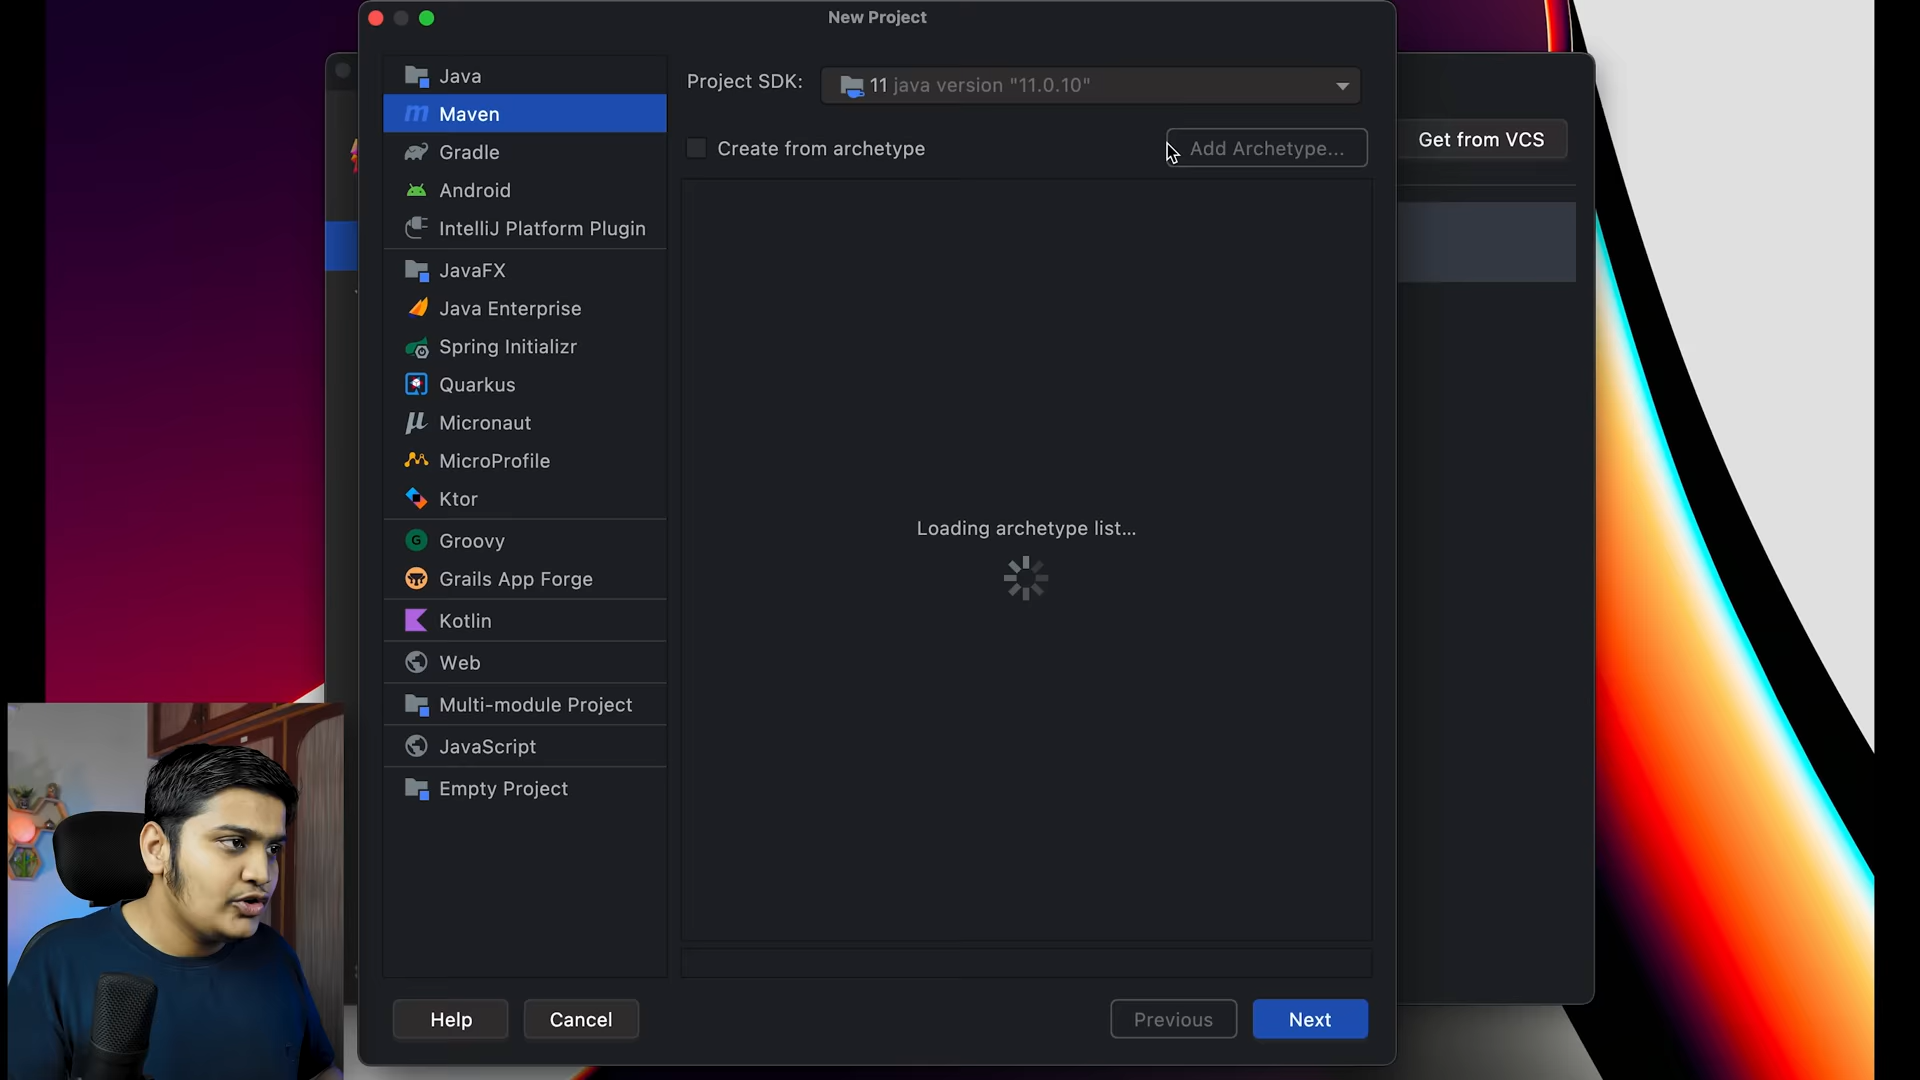 New Project
Java
Maven
Gradle
Android
IntelliJ Platform Plugin
JavaFX
Java Enterprise
Spring Initializr
Quarkus
Micronaut
MicroProfile
Ktor
Groovy
Grails App Forge
Kotlin
Web
Multi-module Project
JavaScript
Empty Project
Project SDK: 11 java version "11.0.10"
Create from archetype
Add Archetype...
Loading archetype list...
Get from VCS
Help
Cancel
Previous
Next